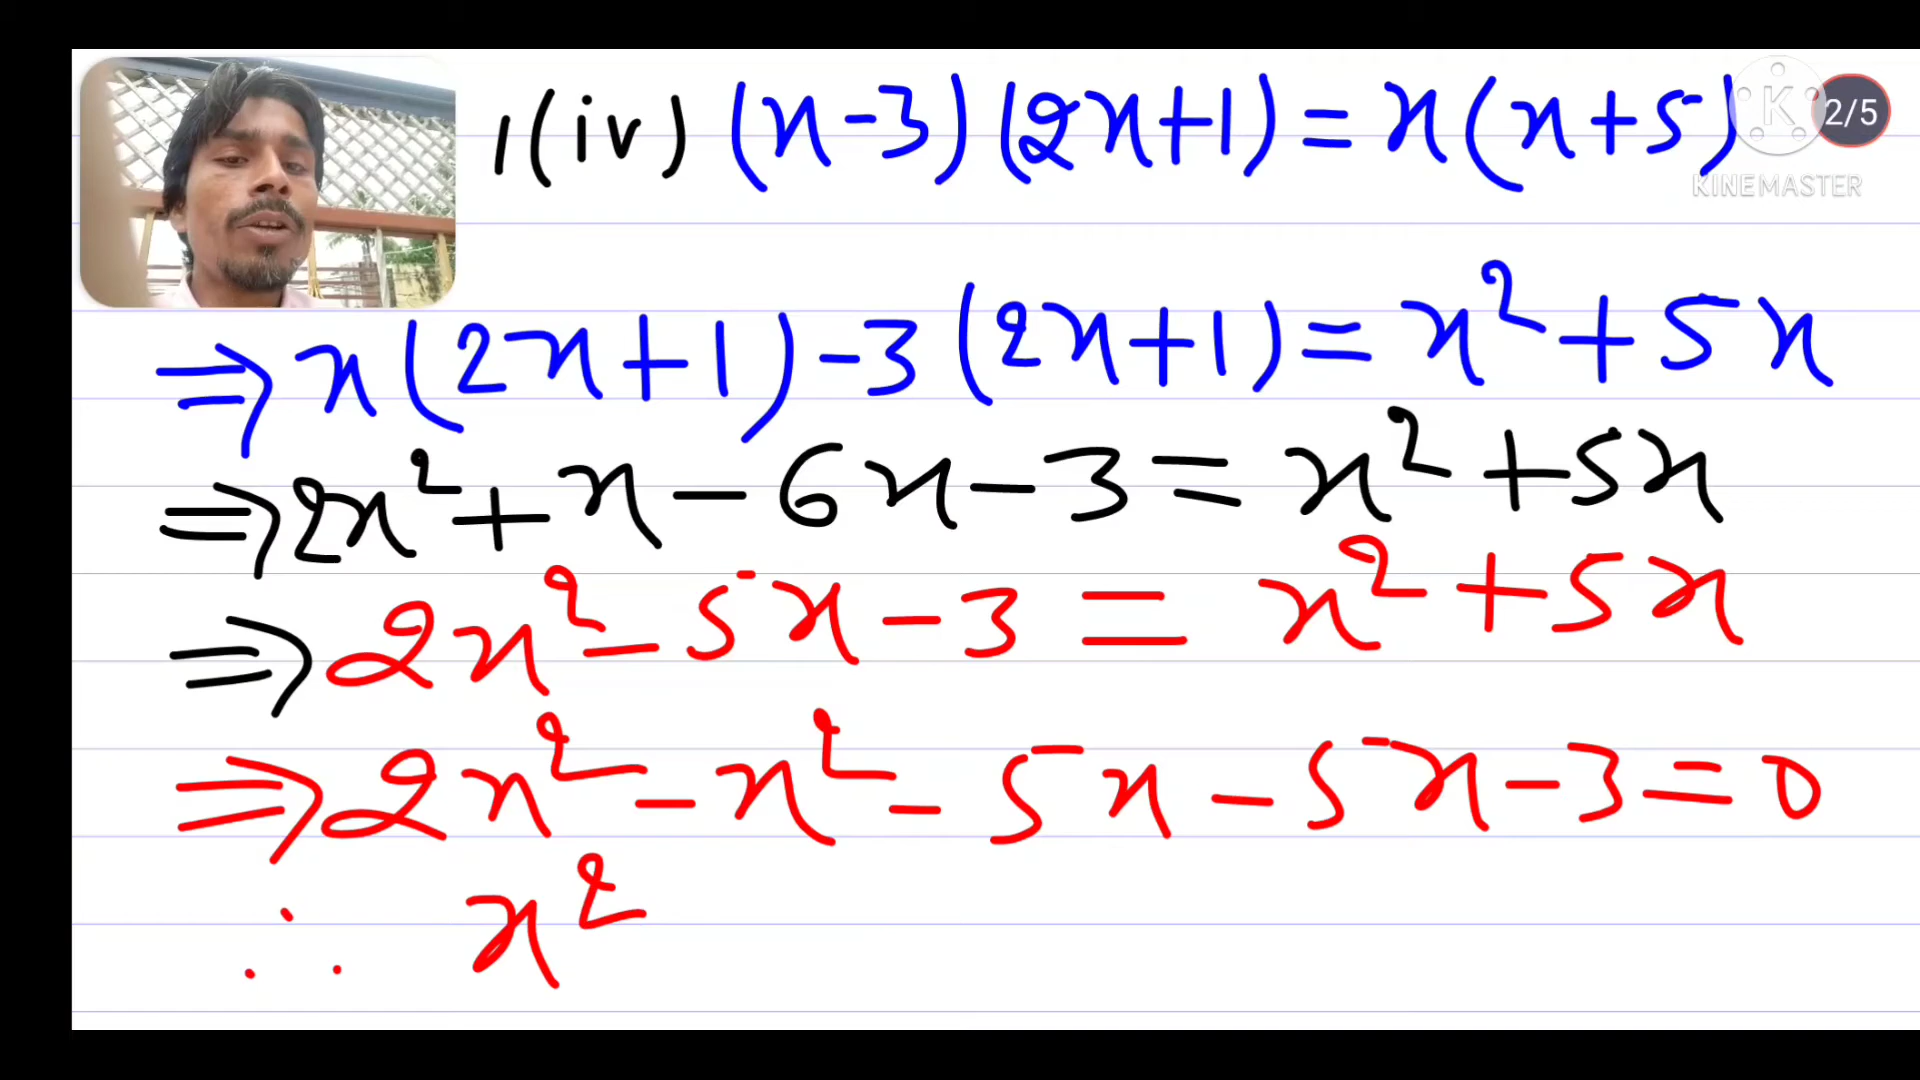 1(iv) (x-3)(2x+1)=x(x+5)
K 2/5
KINEMASTER
⇒x(2x+1)-3(2x+1)=x²+5x
⇒2x²+x-6x-3=x²+5x
⇒2x²-5x-3=x²+5x
⇒2x²-x²-5x-5x-3=0
∴ x²